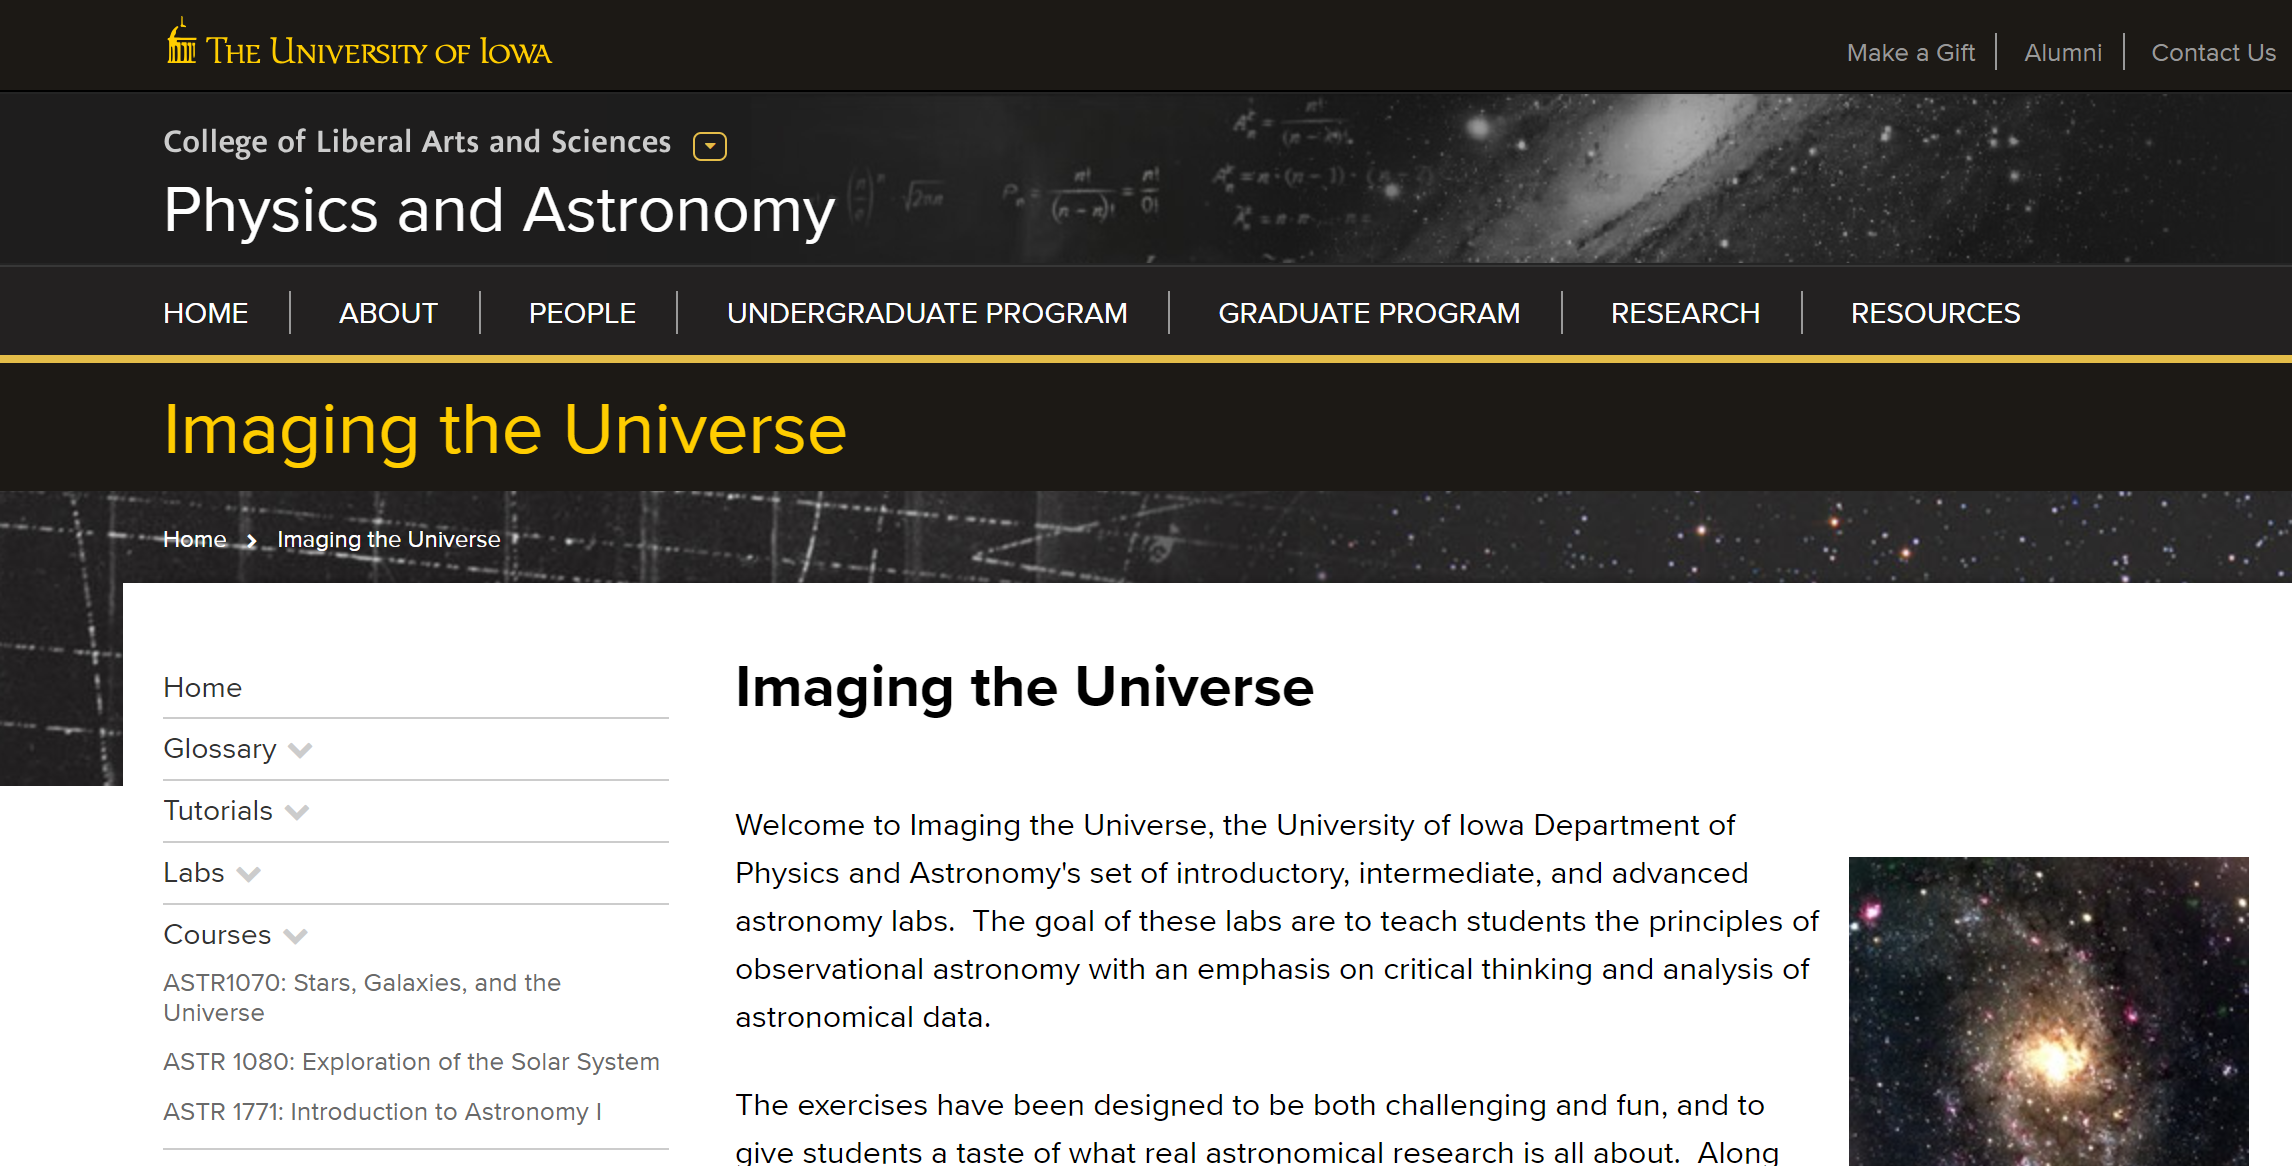 THE UNIVERSITY OF IOWA
Make a Gift
Alumni
Contact Us
College of Liberal Arts and Sciences
Physics and Astronomy
HOME
ABOUT
PEOPLE
UNDERGRADUATE PROGRAM
GRADUATE PROGRAM
RESEARCH
RESOURCES
Imaging the Universe
Home
Imaging the Universe
Home
Glossary
Tutorials
Labs
Courses
ASTR1070: Stars, Galaxies, and the
Universe
ASTR 1080: Exploration of the Solar System
ASTR 1771: Introduction to Astronomy I
Imaging the Universe
Welcome to Imaging the Universe, the University of Iowa Department of
Physics and Astronomy's set of introductory, intermediate, and advanced
astronomy labs.  The goal of these labs are to teach students the principles of
observational astronomy with an emphasis on critical thinking and analysis of
astronomical data.
The exercises have been designed to be both challenging and fun, and to
give students a taste of what real astronomical research is all about.  Along